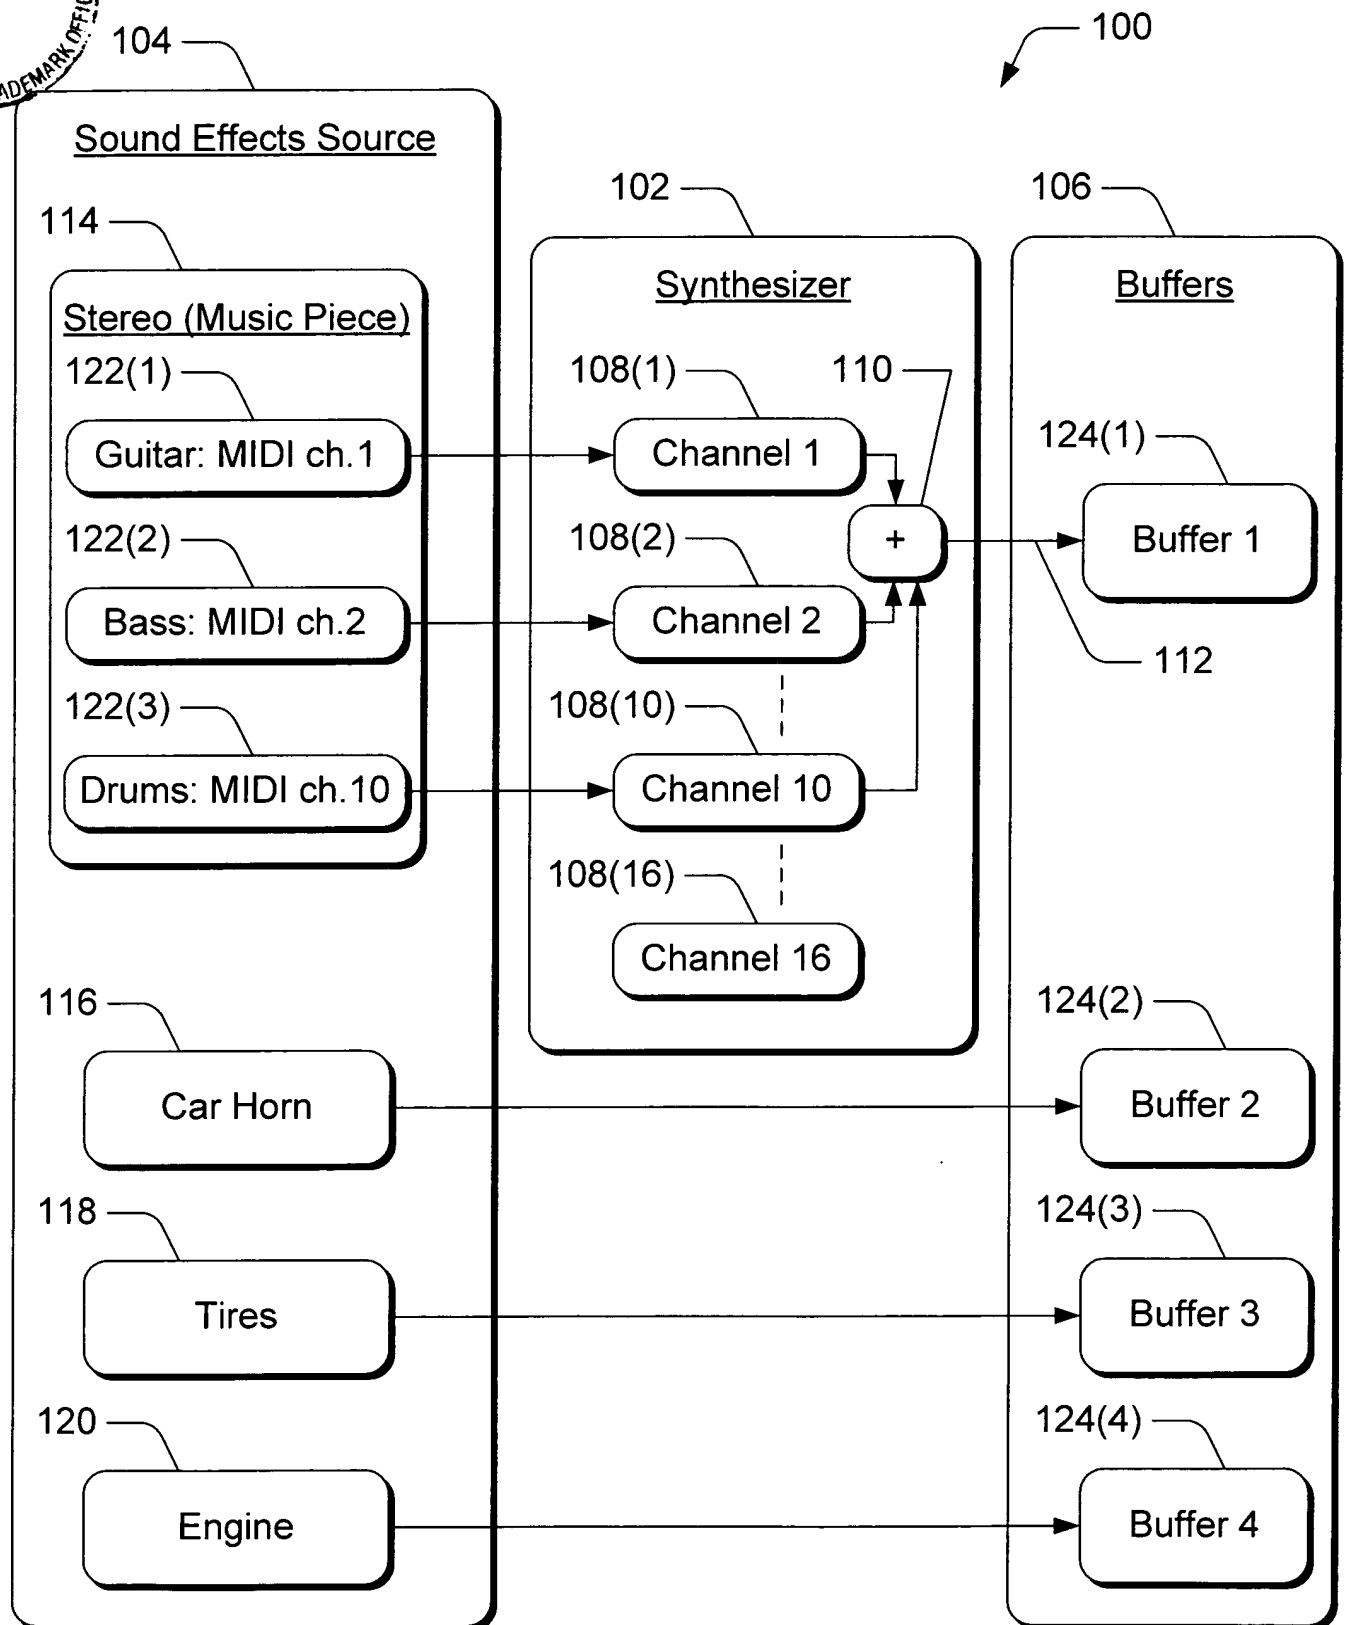 ADEMARK OFFIC
104
100
Sound Effects Source
102
106
114
Synthesizer
Buffers
Stereo (Music Piece)
122(1)
108(1)
110
Guitar: MIDI ch.1
Channel 1
124(1)
122(2)
108(2)
+
Buffer 1
Bass: MIDI ch.2
Channel 2
112
122(3)
108(10)
Drums: MIDI ch.10
Channel 10
108(16)
Channel 16
116
124(2)
Car Horn
Buffer 2
118
124(3)
Tires
Buffer 3
120
124(4)
Engine
Buffer 4